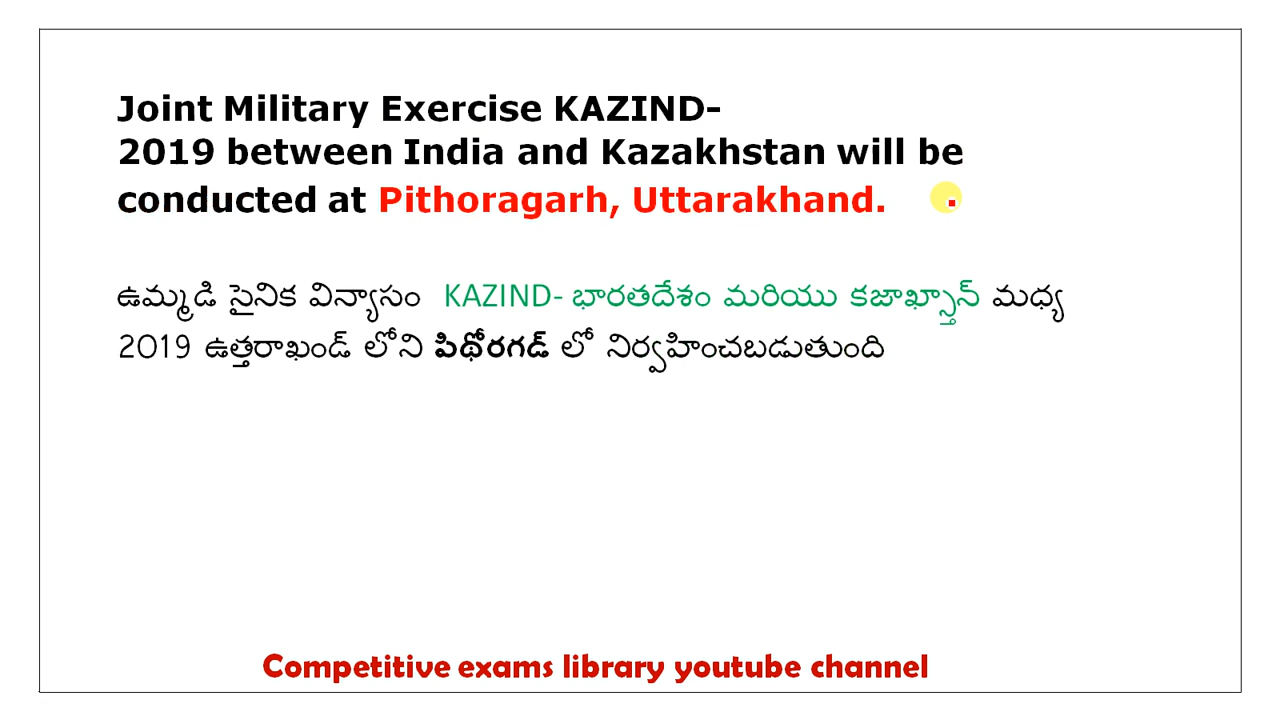 Joint Military Exercise KAZIND-
2019 between India and Kazakhstan will be
conducted at Pithoragarh, Uttarakhand.
ఉమ్మడి సైనిక విన్యాసం KAZIND- భారతదేశం మరియు కజాఖ్స్తాన్ మధ్య
2019 ఉత్తరాఖండ్ లోని పిథోరగడ్ లో నిర్వహించబడుతుంది
Competitive exams library youtube channel